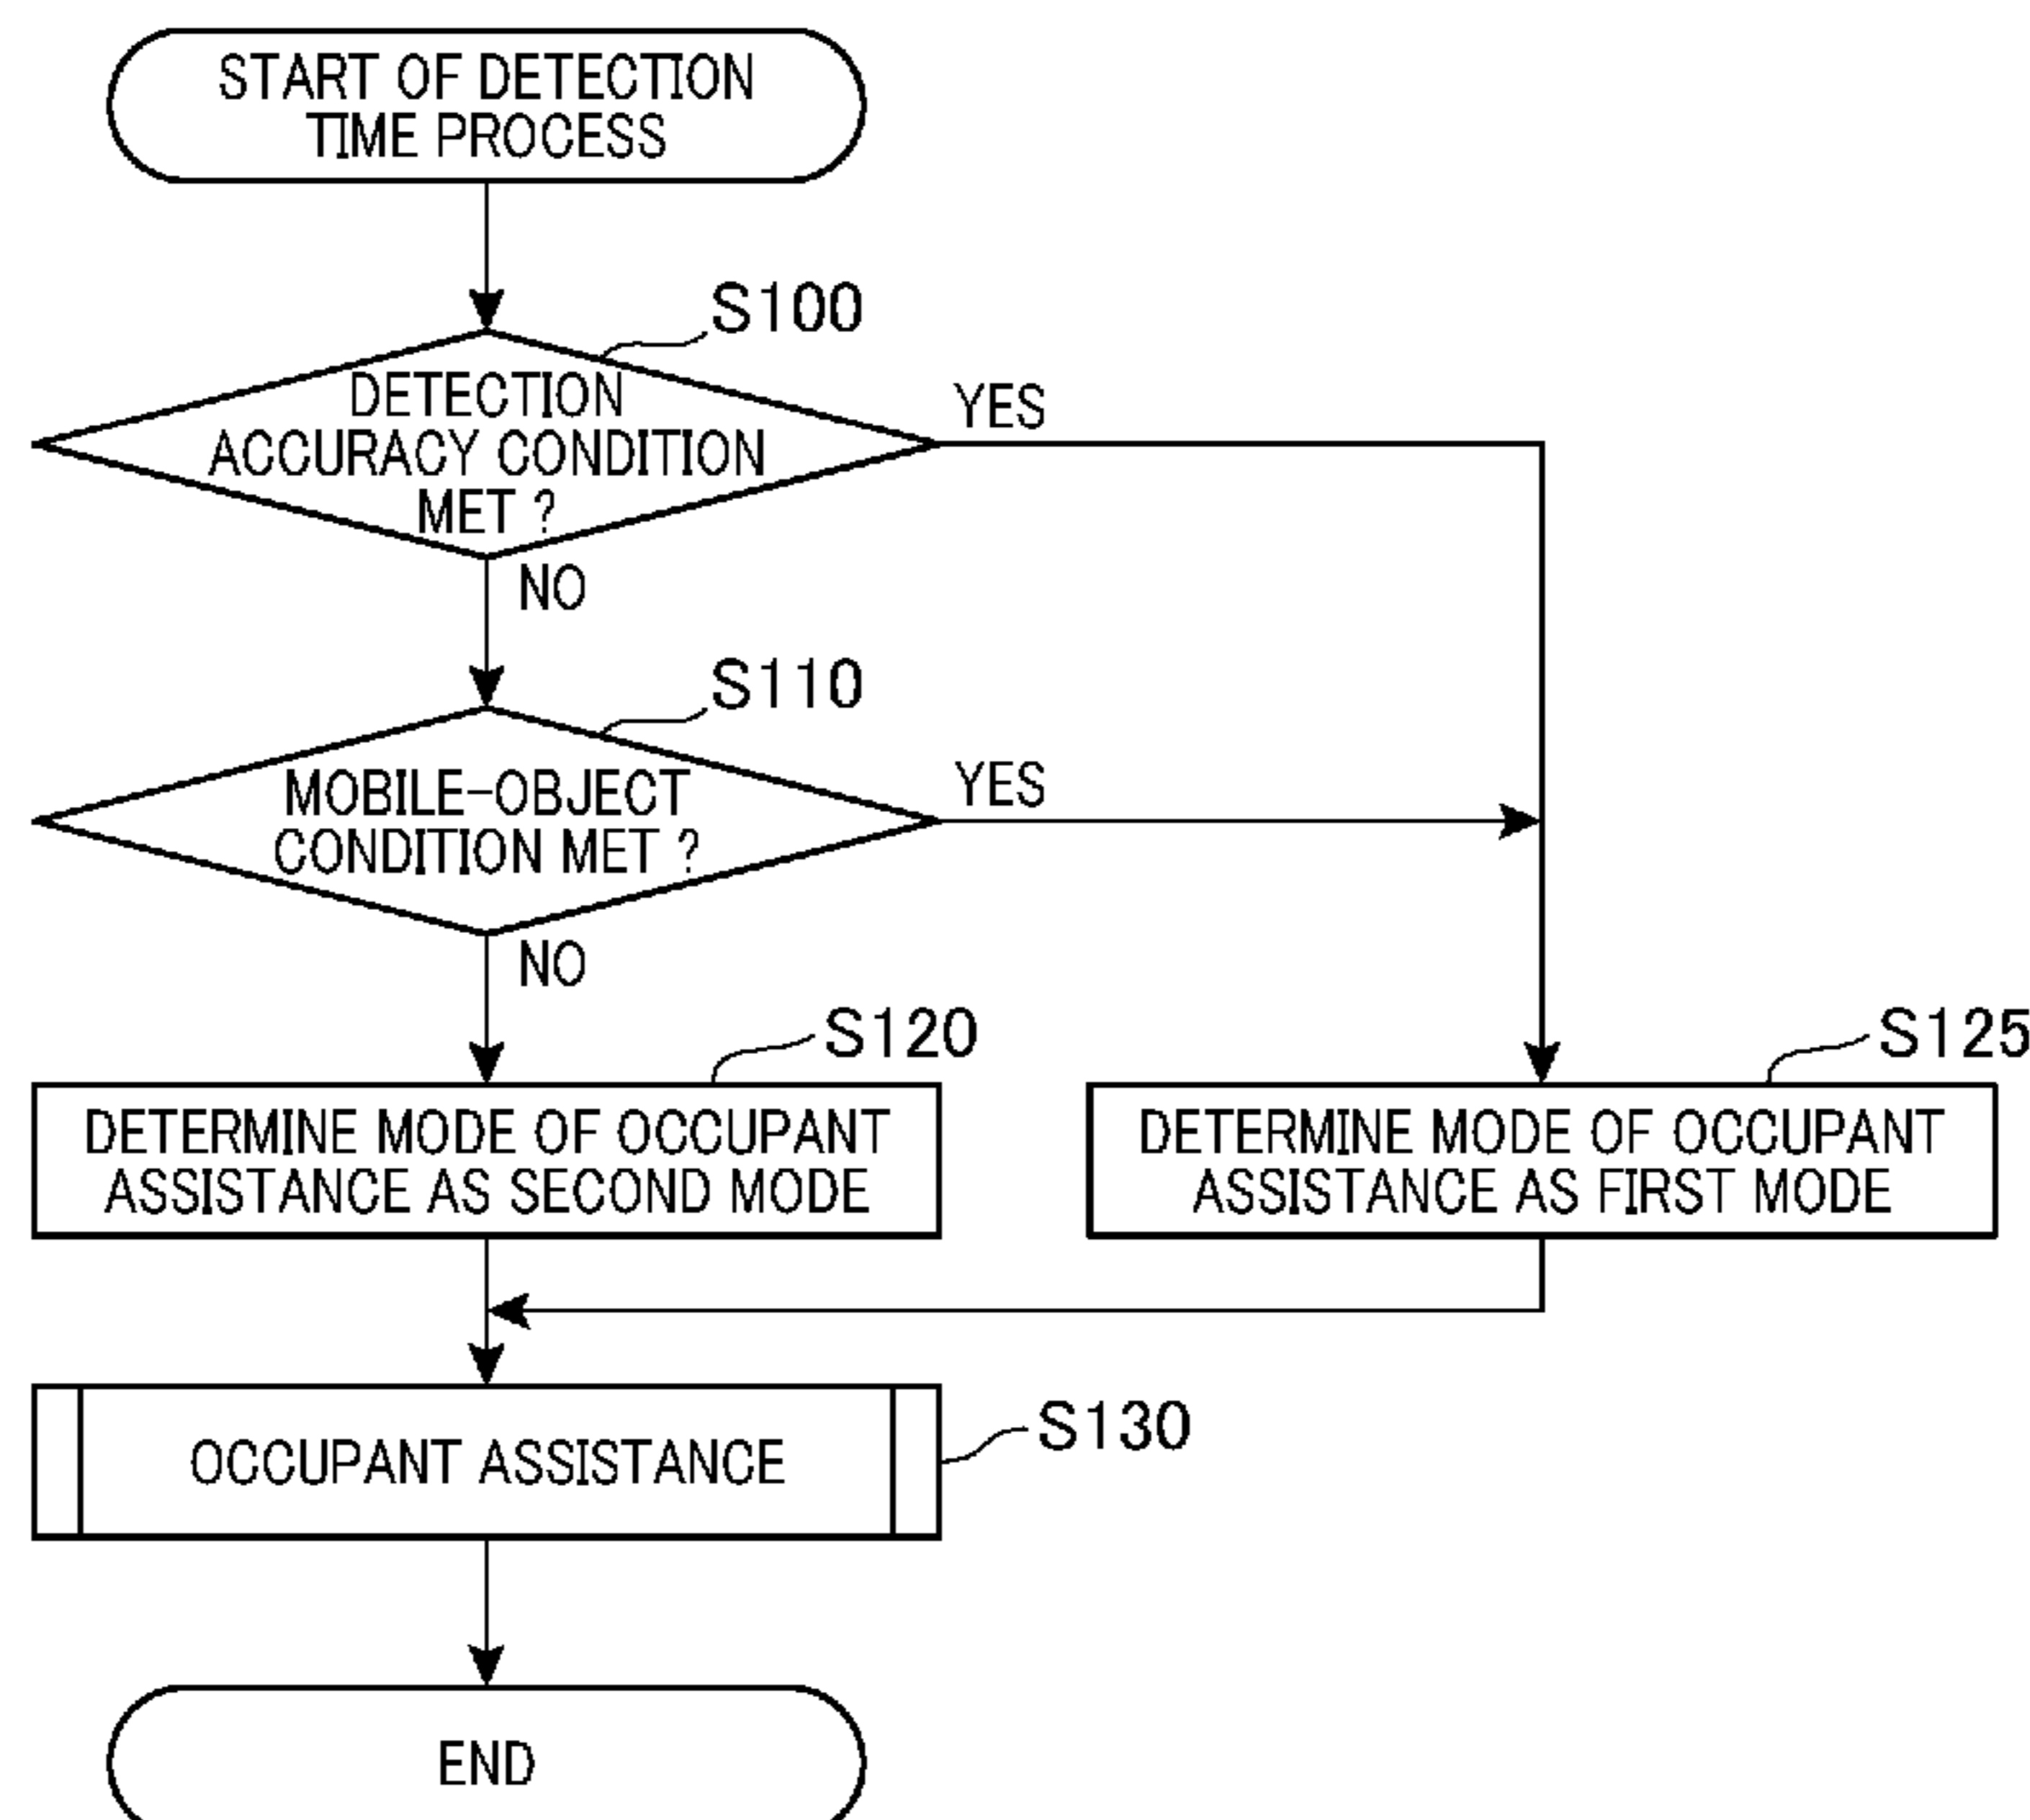 START OF DETECTION
TIME PROCESS
S100
DETECTION
ACCURACY CONDITION
MET ?
YES
NO
S110
MOBILE-OBJECT
CONDITION MET ?
YES
NO
S120
DETERMINE MODE OF OCCUPANT
ASSISTANCE AS SECOND MODE
S125
DETERMINE MODE OF OCCUPANT
ASSISTANCE AS FIRST MODE
OCCUPANT ASSISTANCE
S130
END